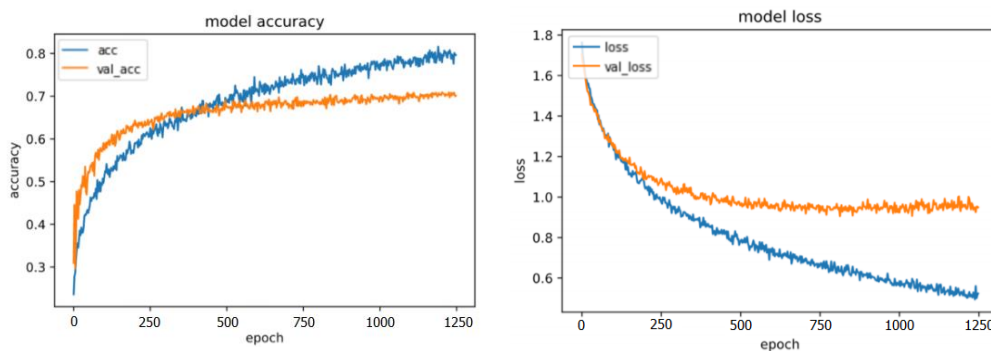 model accuracy
acc
val_acc
0.8
0.7
0.6
0.5
0.4
0.3
accuracy
0 250 500 750 1000 1250
epoch
model loss
loss
val_loss
1.8
1.6
1.4
1.2
1.0
0.8
0.6
loss
0 250 500 750 1000 1250
epoch